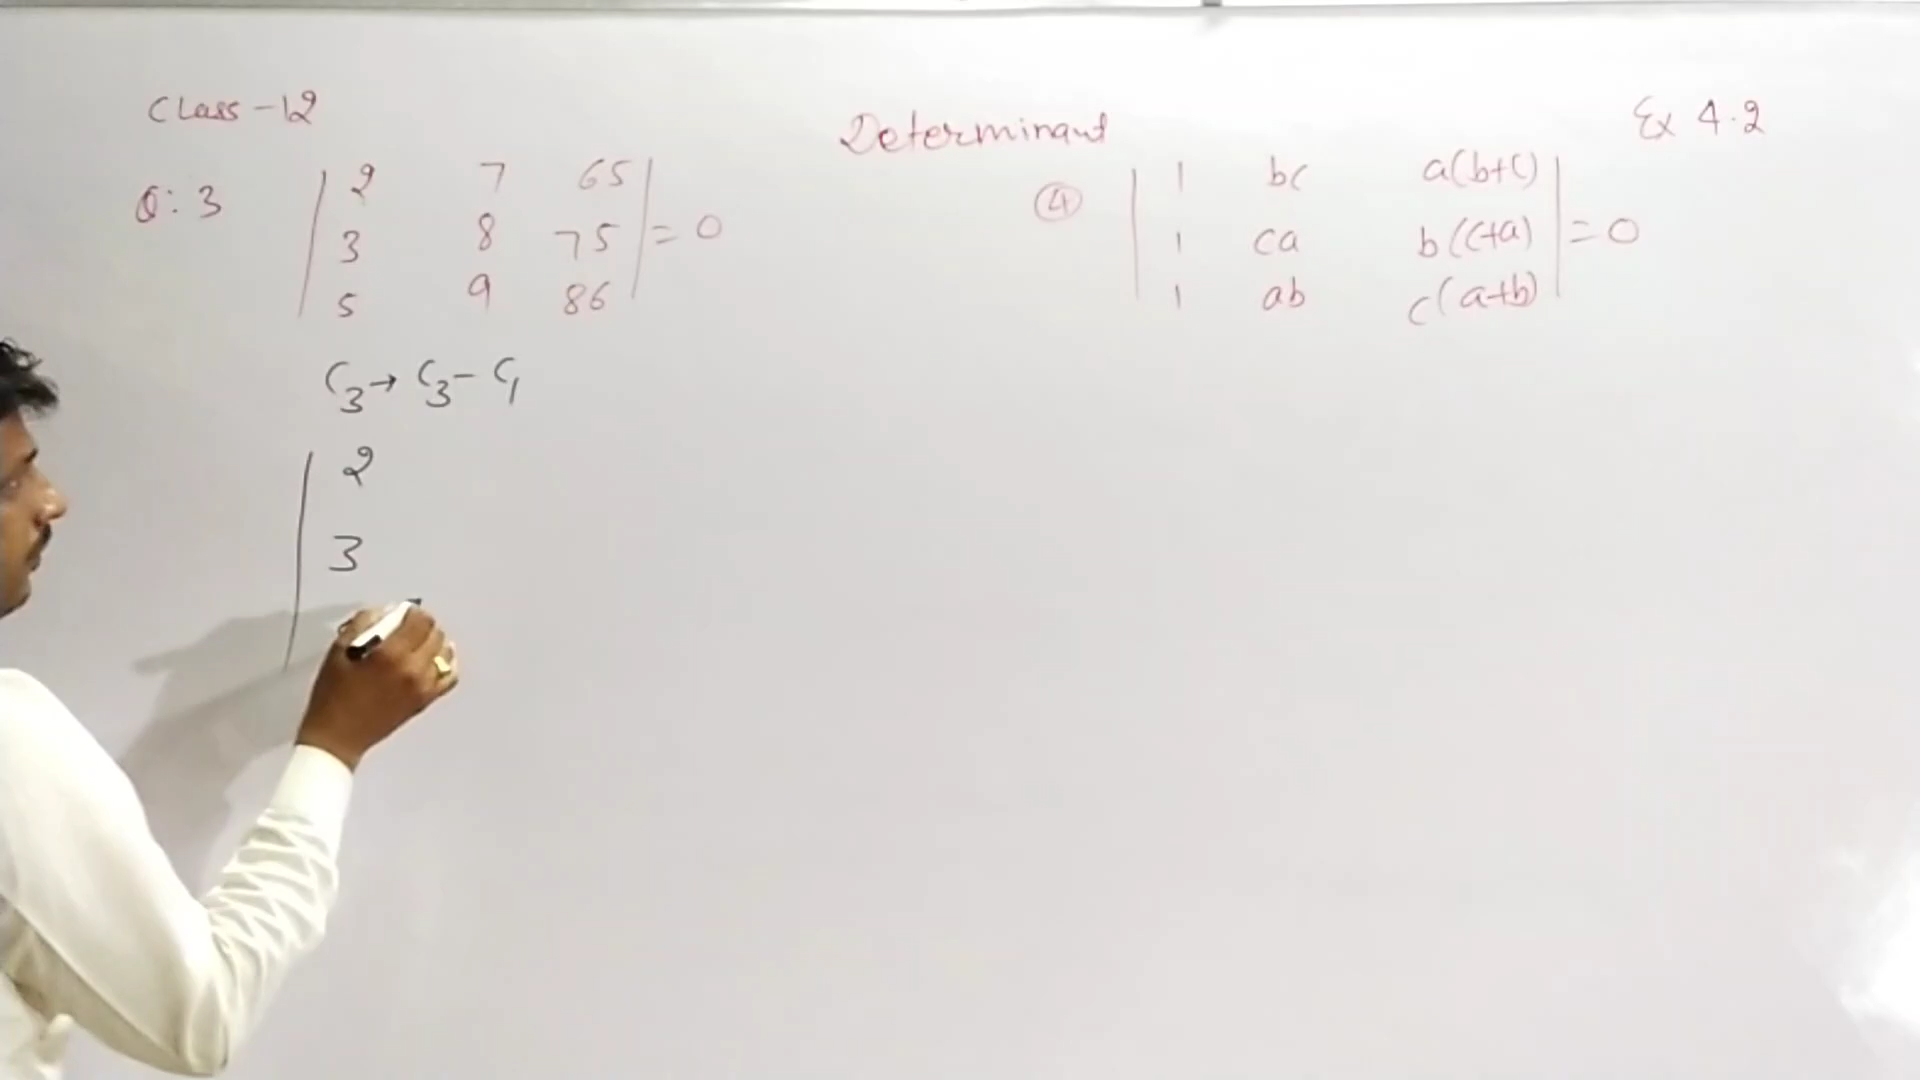 Class - 12
Determinant
Ex 4.2
Q: 3
| 2 7 65 |
| 3 8 75 | = 0
| 5 9 86 |
④
| 1 bc a(b+c) |
| 1 ca b(c+a) | = 0
| 1 ab c(a+b) |
C₃ → C₃ - C₁
| 2
| 3